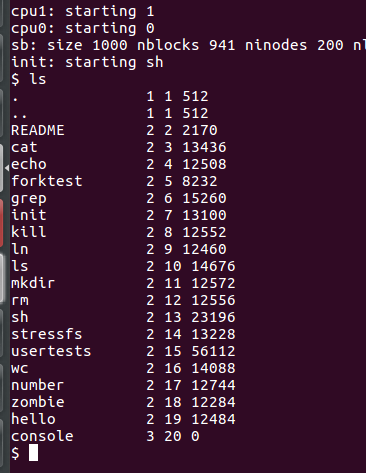 cpu1: starting 1
cpu0: starting 0
sb: size 1000 nblocks 941 ninodes 200 nl
init: starting sh
$ ls
. 1 1 512
.. 1 1 512
README 2 2 2170
cat 2 3 13436
echo 2 4 12508
forktest 2 5 8232
grep 2 6 15260
init 2 7 13100
kill 2 8 12552
ln 2 9 12460
ls 2 10 14676
mkdir 2 11 12572
rm 2 12 12556
sh 2 13 23196
stressfs 2 14 13228
usertests 2 15 56112
wc 2 16 14088
number 2 17 12744
zombie 2 18 12284
hello 2 19 12484
console 3 20 0
$